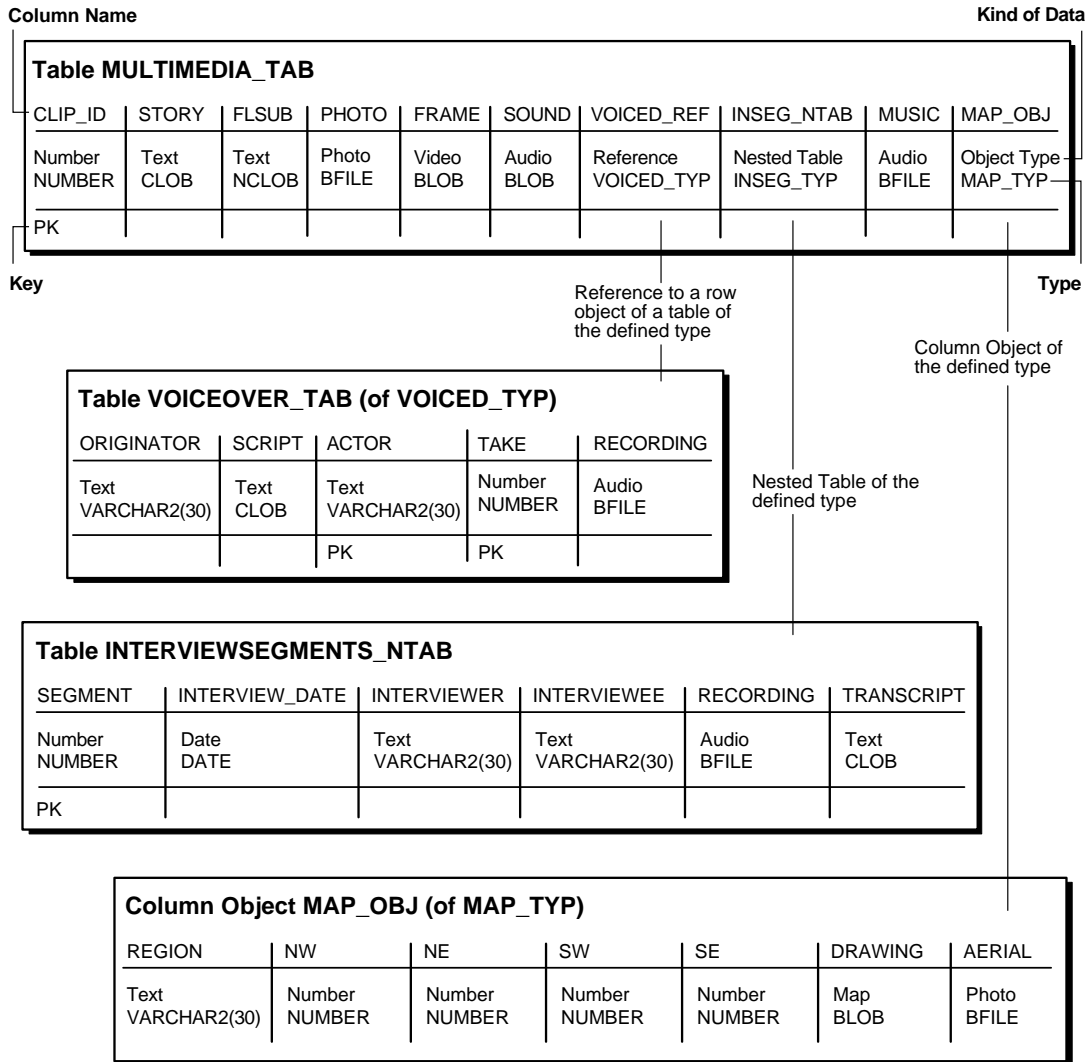 Column Name Kind of Data
Table MULTIMEDIA_TAB
CLIP_ID STORY FLSUB PHOTO FRAME SOUND VOICED_REF INSEG_NTAB MUSIC MAP_OBJ
Number Text Text Photo Video Audio Reference Nested Table Audio Object Type
NUMBER CLOB NCLOB BFILE BLOB BLOB VOICED_TYP INSEG_TYP BFILE MAP_TYP
PK
Key Type
Reference to a row
object of a table of
the defined type
Column Object of
the defined type
Table VOICEOVER_TAB (of VOICED_TYP)
ORIGINATOR SCRIPT ACTOR TAKE RECORDING
Text Text Text Number Audio
VARCHAR2(30) CLOB VARCHAR2(30) NUMBER BFILE
PK PK
Nested Table of the
defined type
Table INTERVIEWSEGMENTS_NTAB
SEGMENT INTERVIEW_DATE INTERVIEWER INTERVIEWEE RECORDING TRANSCRIPT
Number Date Text Text Audio Text
NUMBER DATE VARCHAR2(30) VARCHAR2(30) BFILE CLOB
PK
Column Object MAP_OBJ (of MAP_TYP)
REGION NW NE SW SE DRAWING AERIAL
Text Number Number Number Number Map Photo
VARCHAR2(30) NUMBER NUMBER NUMBER NUMBER BLOB BFILE